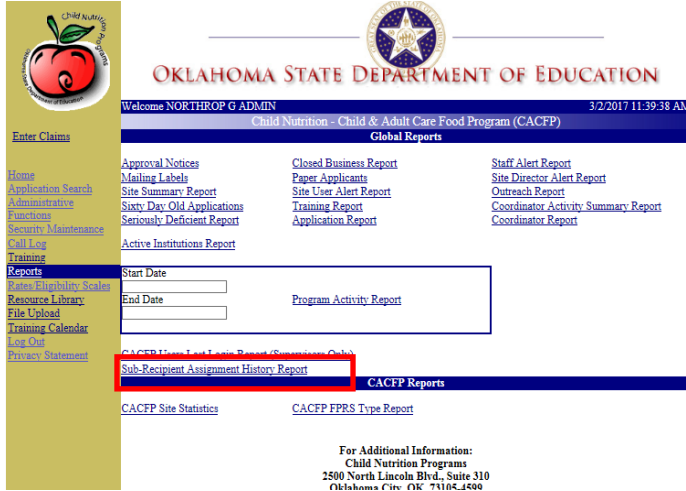 Child Nutrition Programs
Department of Education
OKLAHOMA STATE DEPARTMENT OF EDUCATION
Welcome NORTHROP G ADMIN 3/2/2017 11:39:38 AM
Child Nutrition - Child & Adult Care Food Program (CACFP)
Enter Claims
Global Reports
Home
Application Search
Administrative
Functions
Security Maintenance
Call Log
Training
Reports
Rates/Eligibility Scales
Resource Library
File Upload
Training Calendar
Log Out
Privacy Statement
Approval Notices Closed Business Report Staff Alert Report
Mailing Labels Paper Applicants Site Director Alert Report
Site Summary Report Site User Alert Report Outreach Report
Sixty Day Old Applications Training Report Coordinator Activity Summary Report
Seriously Deficient Report Application Report Coordinator Report
Active Institutions Report
Start Date
End Date Program Activity Report
CACFP Users Last Login Report (Supervisors Only)
Sub-Recipient Assignment History Report
CACFP Reports
CACFP Site Statistics CACFP FPRS Type Report
For Additional Information:
Child Nutrition Programs
2500 North Lincoln Blvd., Suite 310
Oklahoma City, OK 73105-4599